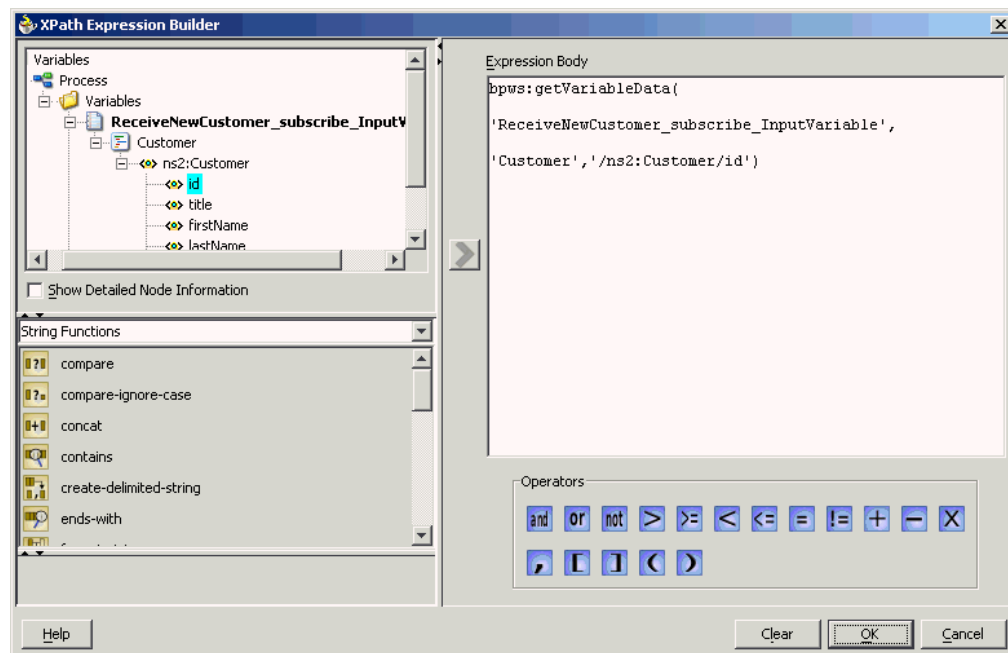 XPath Expression Builder
Variables
Process
Variables
ReceiveNewCustomer_subscribe_InputV
Customer
ns2:Customer
id
title
firstName
lastName
Show Detailed Node Information
String Functions
compare
compare-ignore-case
concat
contains
create-delimited-string
ends-with
Expression Body
bpws:getVariableData(
'ReceiveNewCustomer_subscribe_InputVariable',
'Customer','/ns2:Customer/id')
Operators
and or not > >= < <= = != + - X
, [ ] ( )
Help
Clear
OK
Cancel